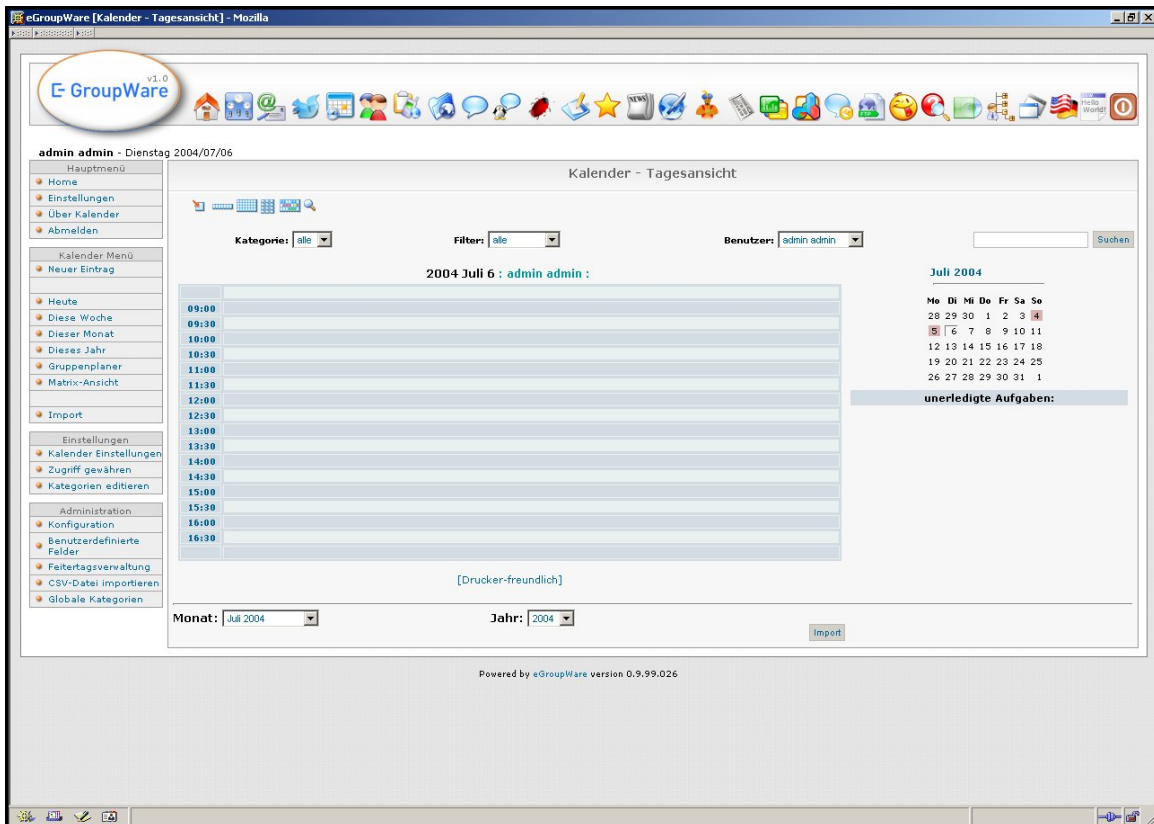 eGroupWare [Kalender - Tagesansicht] - Mozilla
v1.0
E- GroupWare
NEWS
Hello World!
admin admin - Dienstag 2004/07/06
Hauptmenü
Home
Einstellungen
Über Kalender
Abmelden
Kalender Menü
Neuer Eintrag
Heute
Diese Woche
Dieser Monat
Dieses Jahr
Gruppenplaner
Matrix-Ansicht
Import
Einstellungen
Kalender Einstellungen
Zugriff gewähren
Kategorien editieren
Administration
Konfiguration
Benutzerdefinierte
Felder
Feitertagsverwaltung
CSV-Datei importieren
Globale Kategorien
Kalender - Tagesansicht
Kategorie: alle Filter: alle Benutzer: admin admin Suchen
2004 Juli 6 : admin admin :
09:00
09:30
10:00
10:30
11:00
11:30
12:00
12:30
13:00
13:30
14:00
14:30
15:00
15:30
16:00
16:30
[Drucker-freundlich]
Juli 2004
Mo Di Mi Do Fr Sa So
28 29 30 1 2 3 4
5 6 7 8 9 10 11
12 13 14 15 16 17 18
19 20 21 22 23 24 25
26 27 28 29 30 31 1
unerledigte Aufgaben:
Monat: Juli 2004 Jahr: 2004
Import
Powered by eGroupWare version 0.9.99.026